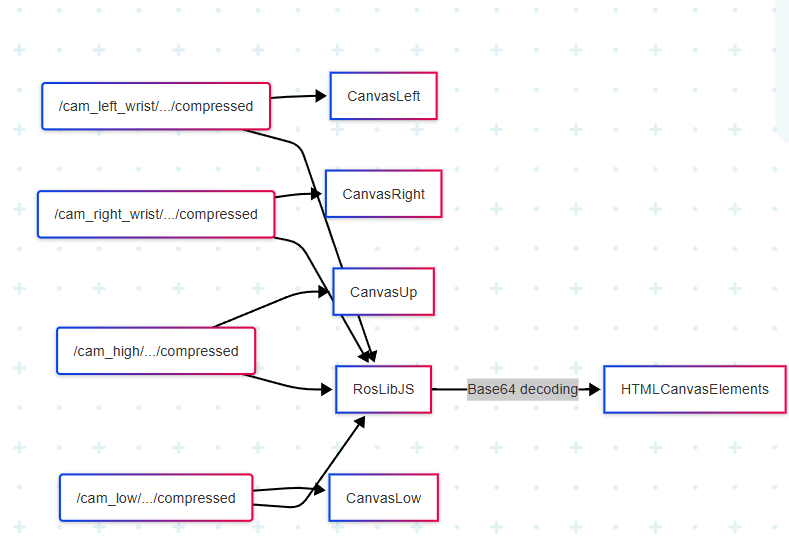 /cam_left_wrist/.../compressed
CanvasLeft
CanvasRight
/cam_right_wrist/.../compressed
CanvasUp
/cam_high/.../compressed
RosLibJS
Base64 decoding
HTMLCanvasElements
/cam_low/.../compressed
CanvasLow